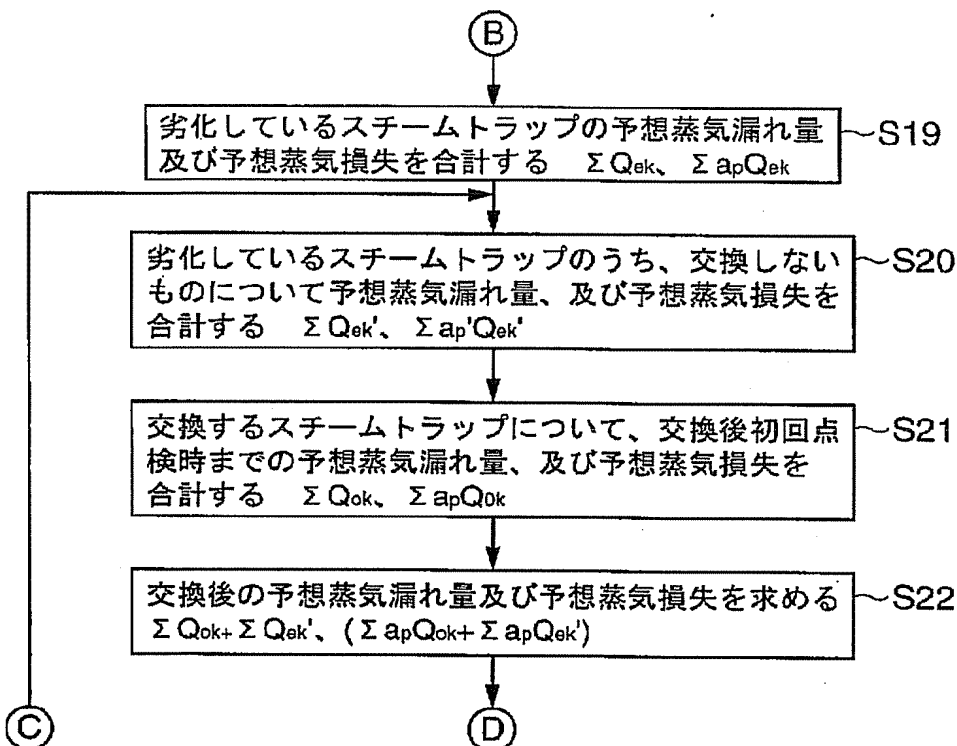 B
劣化しているスチームトラップの予想蒸気漏れ量
及び予想蒸気損失を合計する ΣQek、ΣapQek
S19
劣化しているスチームトラップのうち、交換しない
ものについて予想蒸気漏れ量、及び予想蒸気損失を
合計する ΣQek'、Σap'Qek'
S20
交換するスチームトラップについて、交換後初回点
検時までの予想蒸気漏れ量、及び予想蒸気損失を
合計する ΣQok、ΣapQ0k
S21
交換後の予想蒸気漏れ量及び予想蒸気損失を求める
ΣQok+ΣQek'、(ΣapQok+ΣapQek')
S22
C
D